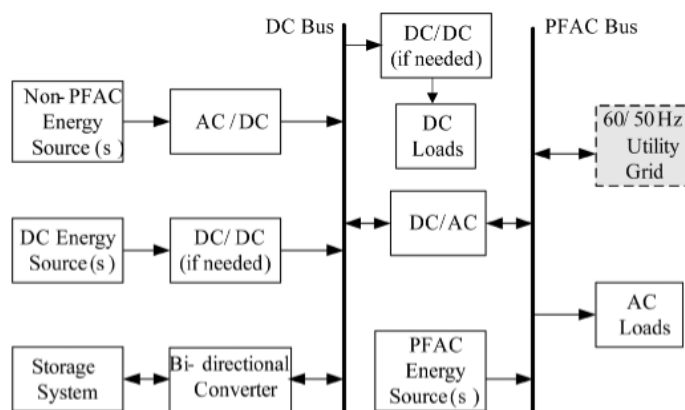 DC Bus
DC/DC
(if needed)
PFAC Bus
Non-PFAC
Energy
Source(s)
AC/DC
DC
Loads
60/50Hz
Utility
Grid
DC Energy
Source(s)
DC/DC
(if needed)
DC/AC
Storage
System
Bi-directional
Converter
PFAC
Energy
Source(s)
AC
Loads